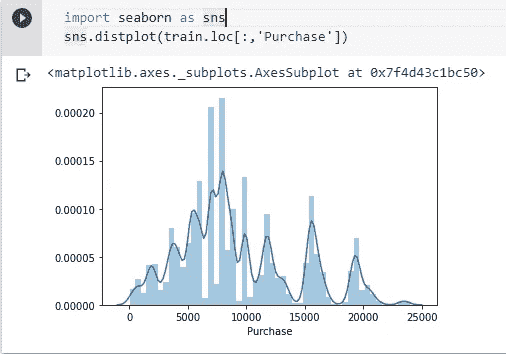 import seaborn as sns
sns.distplot(train.loc[:,'Purchase'])
<matplotlib.axes._subplots.AxesSubplot at 0x7f4d43c1bc50>
0.00020
0.00015
0.00010
0.00005
0.00000
0 5000 10000 15000 20000 25000
Purchase